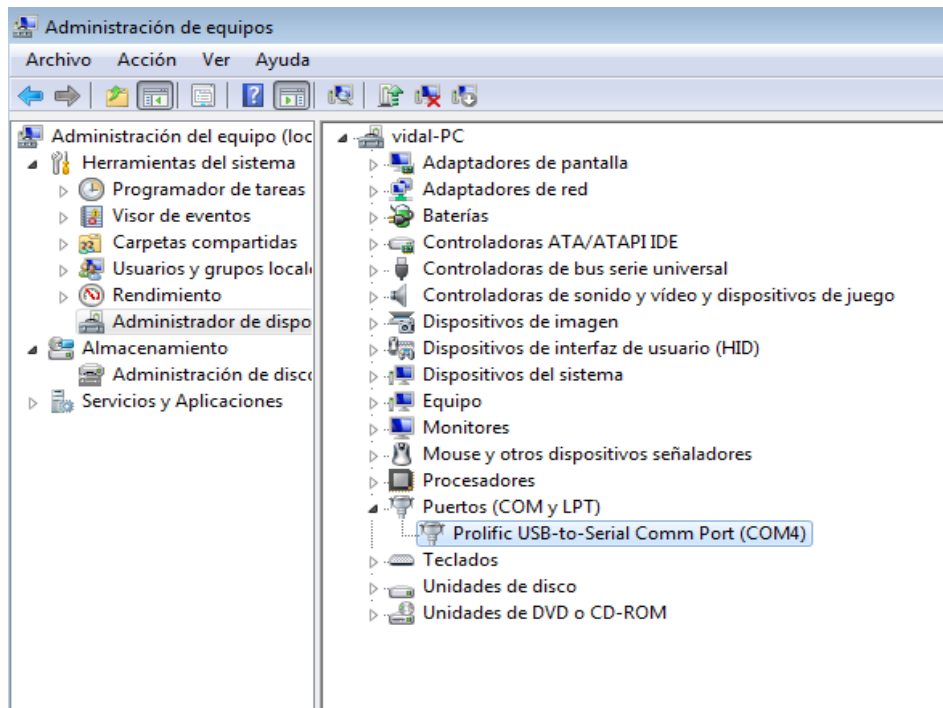 Administración de equipos
Archivo Acción Ver Ayuda
Administración del equipo (loc
Herramientas del sistema
Programador de tareas
Visor de eventos
Carpetas compartidas
Usuarios y grupos locale
Rendimiento
Administrador de dispo
Almacenamiento
Administración de disco
Servicios y Aplicaciones
vidal-PC
Adaptadores de pantalla
Adaptadores de red
Baterías
Controladoras ATA/ATAPI IDE
Controladoras de bus serie universal
Controladoras de sonido y vídeo y dispositivos de juego
Dispositivos de imagen
Dispositivos de interfaz de usuario (HID)
Dispositivos del sistema
Equipo
Monitores
Mouse y otros dispositivos señaladores
Procesadores
Puertos (COM y LPT)
Prolific USB-to-Serial Comm Port (COM4)
Teclados
Unidades de disco
Unidades de DVD o CD-ROM